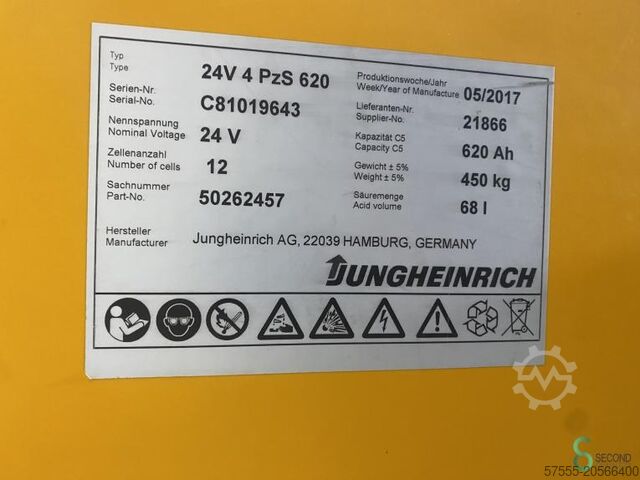 Typ
Type
24V 4 PzS 620
Serien-Nr.
Serial-No.
C81019643
Nennspannung
Nominal Voltage
24 V
Zellenanzahl
Number of cells
12
Sachnummer
Part-No.
50262457
Produktionswoche/Jahr
Week/Year of Manufacture
05/2017
Lieferanten-Nr.
Supplier-No.
21866
Kapazität C5
Capacity C5
620 Ah
Gewicht ± 5%
Weight ± 5%
450 kg
Säuremenge
Acid volume
68 l
Hersteller
Manufacturer
Jungheinrich AG, 22039 HAMBURG, GERMANY
JUNGHEINRICH
Pb
SECOND
57555-20566400